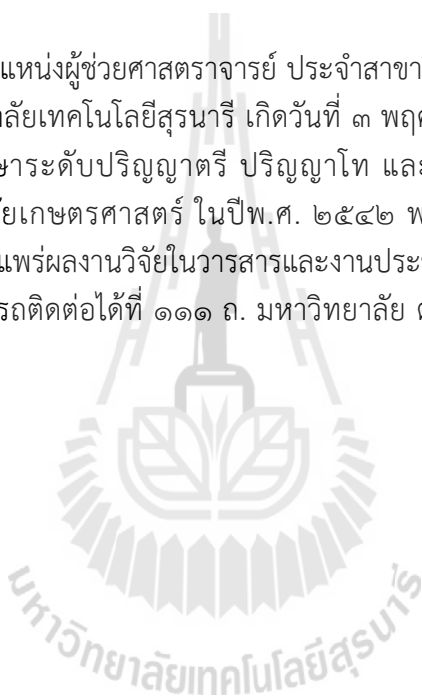 แหน่งผู้ช่วยศาสตราจารย์ ประจำสาขา
ลัยเทคโนโลยีสุรนารี เกิดวันที่ ๓ พฤศ
ษาระดับปริญญาตรี ปริญญาโท และ
ัยเกษตรศาสตร์ ในปีพ.ศ. ๒๕๔๒ พ
แพร่ผลงานวิจัยในวารสารและงานประช
รถติดต่อได้ที่ ๑๑๑ ถ. มหาวิทยาลัย ต
มหาวิทยาลัยเทคโนโลยีสุรนารี